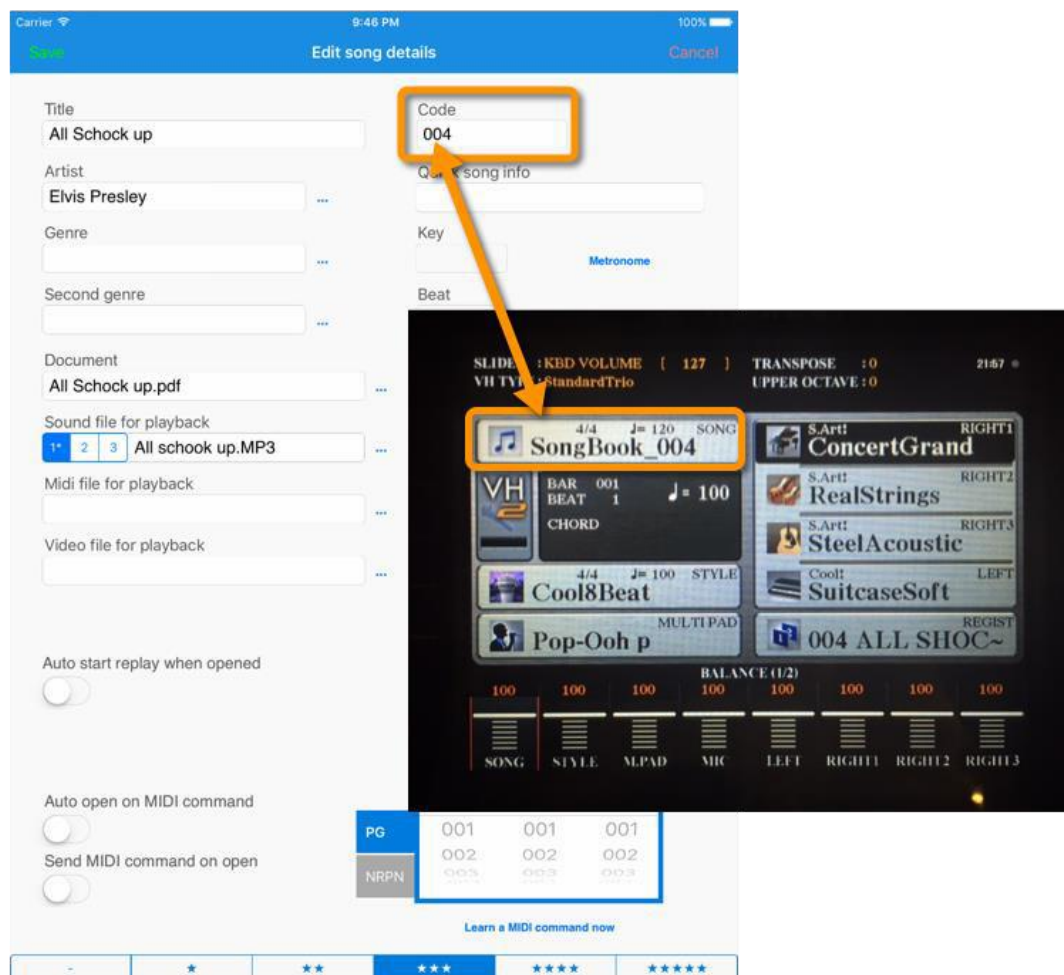 Carrier 9:46 PM 100%
Save Edit song details Cancel
Title
All Schock up
Code
004
Artist
Elvis Presley ...
Quick song info
Genre
...
Key
Metronome
Second genre
...
Beat
Document
All Schock up.pdf ...
Sound file for playback
1* 2 3 All schook up.MP3 ...
Midi file for playback
...
Video file for playback
...
Auto start replay when opened
Auto open on MIDI command
Send MIDI command on open
SLIDE : KBD VOLUME [ 127 ] TRANSPOSE : 0 21:57
VH TYPE : StandardTrio UPPER OCTAVE : 0
4/4 ♩= 120 SONG
SongBook_004
S.Art! RIGHT1
ConcertGrand
VH2
BAR 001
BEAT 1 ♩= 100
CHORD
S.Art! RIGHT2
RealStrings
S.Art! RIGHT3
SteelAcoustic
4/4 ♩= 100 STYLE
Cool8Beat
Cool! LEFT
SuitcaseSoft
MULTI PAD
Pop-Ooh p
REGIST
004 ALL SHOC~
BALANCE (1/2)
100 100 100 100 100 100 100 100
SONG STYLE M.PAD MIC LEFT RIGHT1 RIGHT2 RIGHT3
PG 001 001 001
002 002 002
NRPN 003 003 003
Learn a MIDI command now
- ★ ★★ ★★★ ★★★★ ★★★★★